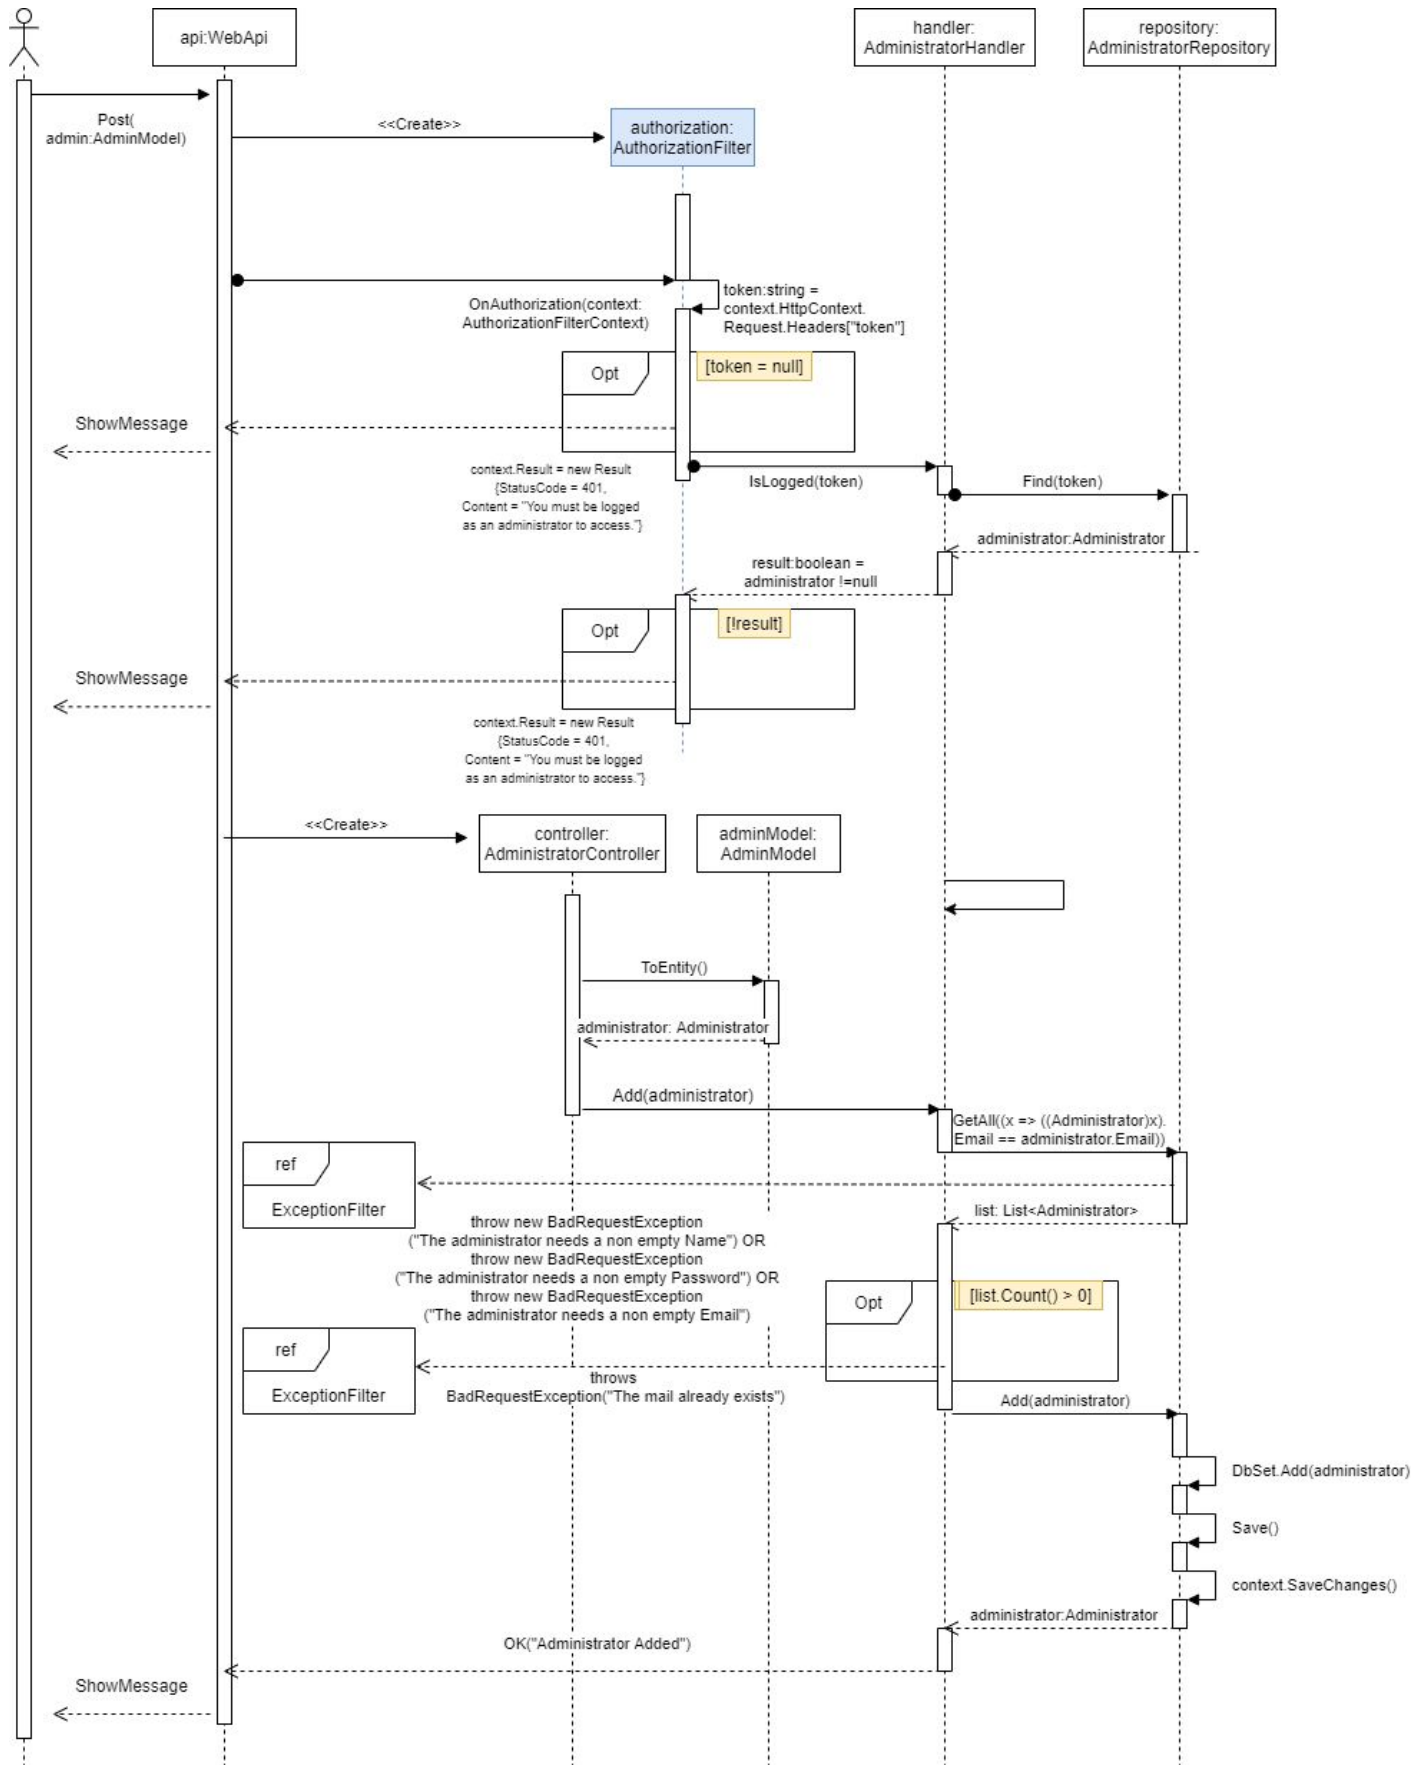 api:WebApi
handler:
AdministratorHandler
repository:
AdministratorRepository
Post(
admin:AdminModel)
<<Create>>
authorization:
AuthorizationFilter
OnAuthorization(context:
AuthorizationFilterContext)
token:string =
context.HttpContext.
Request.Headers["token"]
Opt
[token = null]
ShowMessage
context.Result = new Result
{StatusCode = 401,
Content = "You must be logged
as an administrator to access."}
IsLogged(token)
Find(token)
administrator:Administrator
result:boolean =
administrator !=null
Opt
[!result]
ShowMessage
context.Result = new Result
{StatusCode = 401,
Content = "You must be logged
as an administrator to access."}
<<Create>>
controller:
AdministratorController
adminModel:
AdminModel
ToEntity()
administrator: Administrator
Add(administrator)
GetAll((x => ((Administrator)x).
Email == administrator.Email))
ref
ExceptionFilter
list: List<Administrator>
throw new BadRequestException
("The administrator needs a non empty Name") OR
throw new BadRequestException
("The administrator needs a non empty Password") OR
throw new BadRequestException
("The administrator needs a non empty Email")
Opt
[list.Count() > 0]
ref
ExceptionFilter
throws
BadRequestException("The mail already exists")
Add(administrator)
DbSet.Add(administrator)
Save()
context.SaveChanges()
administrator:Administrator
OK("Administrator Added")
ShowMessage